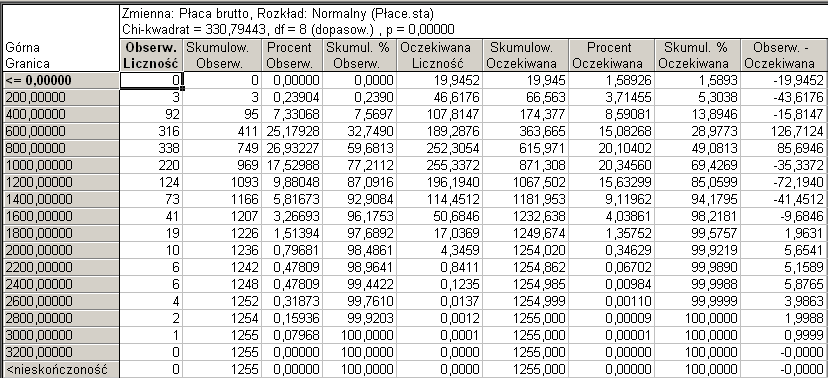 Zmienna: Płaca brutto, Rozkład: Normalny (Płace.sta)
Chi-kwadrat = 330,79443, df = 8 (dopasow.) , p = 0,00000
Górna Obserw. Skumulow. Procent Skumul. % Oczekiwana Skumulow. Procent Skumul. % Obserw. -
Granica Liczność Obserw. Obserw. Obserw. Liczność Oczekiwana Oczekiwana Oczekiwana Oczekiwana
<= 0,00000 0 0 0,00000 0,0000 19,9452 19,945 1,58926 1,5893 -19,9452
200,00000 3 3 0,23904 0,2390 46,6176 66,563 3,71455 5,3038 -43,6176
400,00000 92 95 7,33068 7,5697 107,8147 174,377 8,59081 13,8946 -15,8147
600,00000 316 411 25,17928 32,7490 189,2876 363,665 15,08268 28,9773 126,7124
800,00000 338 749 26,93227 59,6813 252,3054 615,971 20,10402 49,0813 85,6946
1000,00000 220 969 17,52988 77,2112 255,3372 871,308 20,34560 69,4269 -35,3372
1200,00000 124 1093 9,88048 87,0916 196,1940 1067,502 15,63299 85,0599 -72,1940
1400,00000 73 1166 5,81673 92,9084 114,4512 1181,953 9,11962 94,1795 -41,4512
1600,00000 41 1207 3,26693 96,1753 50,6846 1232,638 4,03861 98,2181 -9,6846
1800,00000 19 1226 1,51394 97,6892 17,0369 1249,674 1,35752 99,5757 1,9631
2000,00000 10 1236 0,79681 98,4861 4,3459 1254,020 0,34629 99,9219 5,6541
2200,00000 6 1242 0,47809 98,9641 0,8411 1254,862 0,06702 99,9890 5,1589
2400,00000 6 1248 0,47809 99,4422 0,1235 1254,985 0,00984 99,9988 5,8765
2600,00000 4 1252 0,31873 99,7610 0,0137 1254,999 0,00110 99,9999 3,9863
2800,00000 2 1254 0,15936 99,9203 0,0012 1255,000 0,00009 100,0000 1,9988
3000,00000 1 1255 0,07968 100,0000 0,0001 1255,000 0,00001 100,0000 0,9999
3200,00000 0 1255 0,00000 100,0000 0,0000 1255,000 0,00000 100,0000 -0,0000
<nieskończoność 0 1255 0,00000 100,0000 0,0000 1255,000 0,00000 100,0000 -0,0000